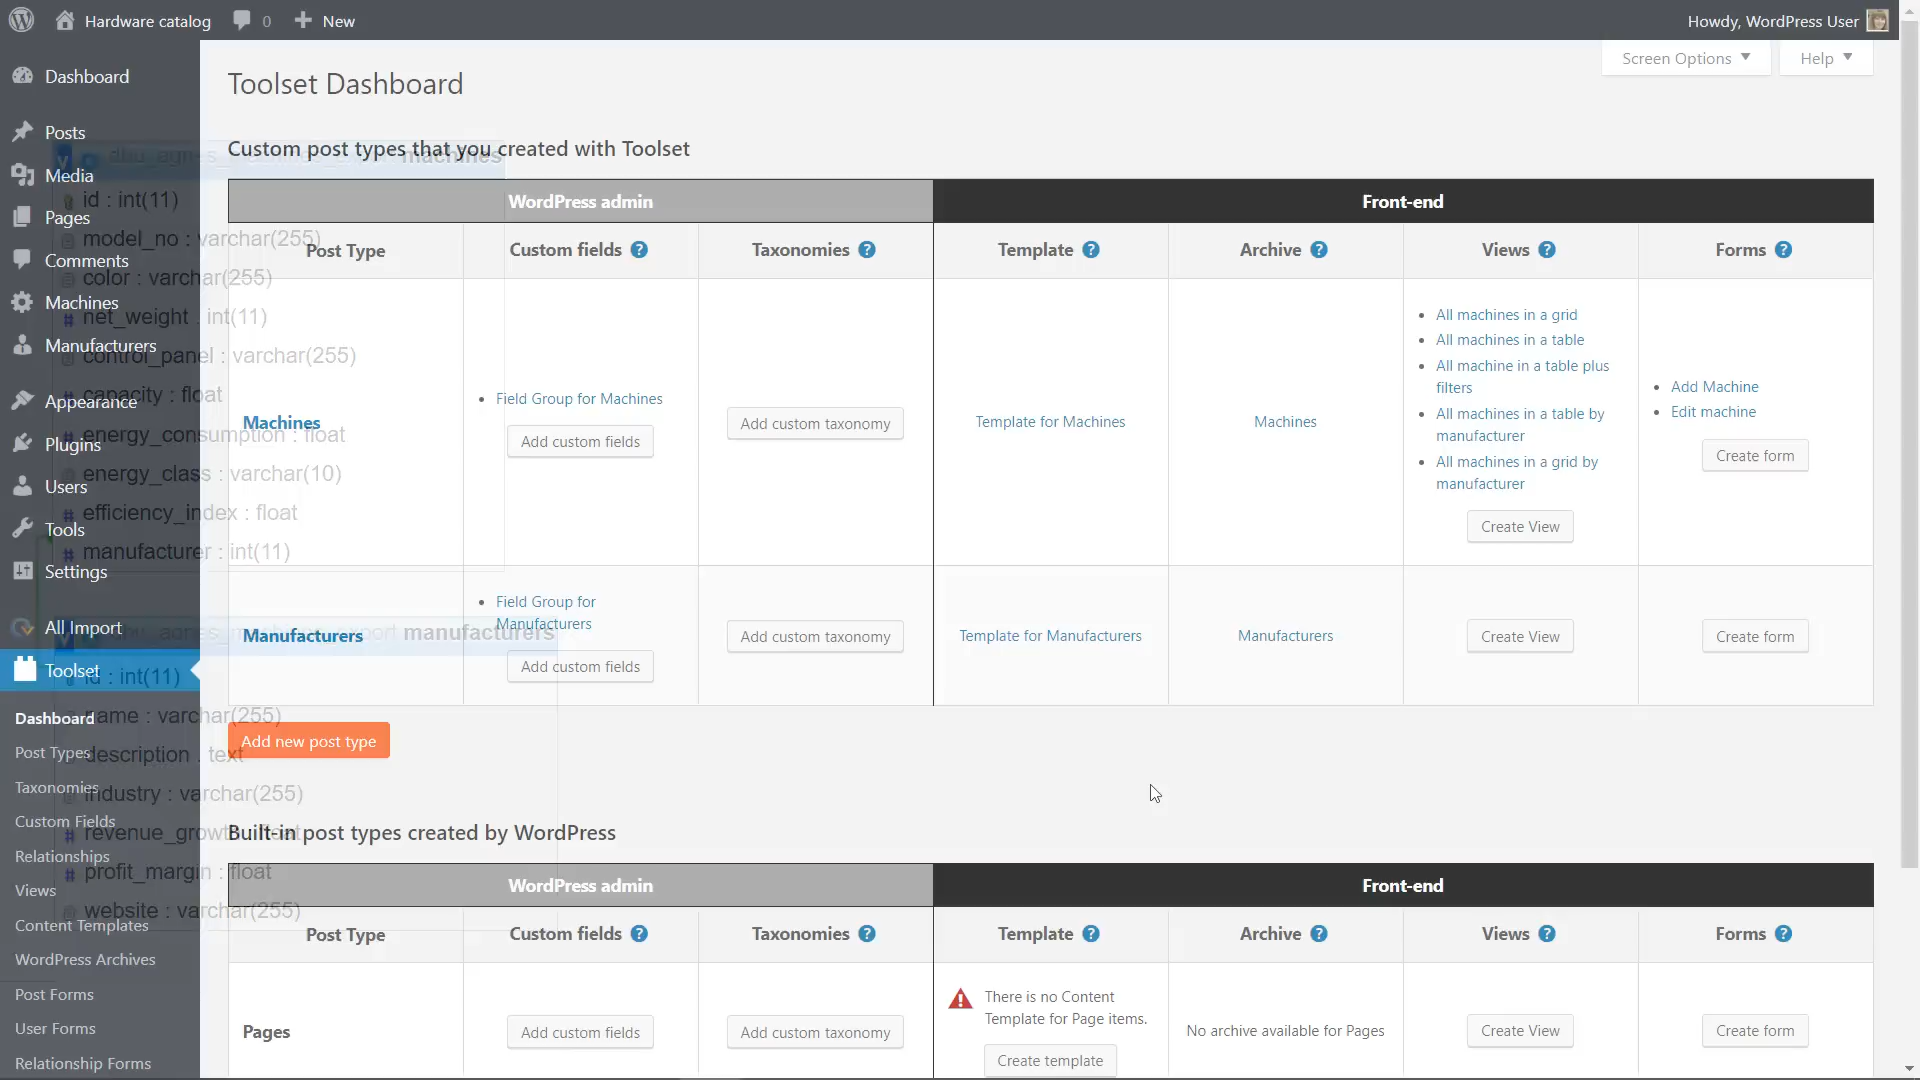 Hardware catalog
0
New
Howdy, WordPress User
Screen Options
Help
Dashboard
Posts
Media
Pages
Comments
Machines
Manufacturers
Appearance
Plugins
Users
Tools
Settings
All Import
Toolset
Dashboard
Post Types
Taxonomies
Custom Fields
Relationships
Views
Content Templates
WordPress Archives
Post Forms
User Forms
Relationship Forms
machines
id : int(11)
model_no : varchar(255)
color : varchar(255)
net_weight : int(11)
control_panel : varchar(255)
capacity : float
energy_consumption : float
energy_class : varchar(10)
efficiency_index : float
manufacturer : int(11)
manufacturers
id : int(11)
name : varchar(255)
description : text
industry : varchar(255)
revenue_growth : float
profit_margin : float
website : varchar(255)
Toolset Dashboard
Custom post types that you created with Toolset
WordPress admin
Front-end
Post Type
Custom fields ?
Taxonomies ?
Template ?
Archive ?
Views ?
Forms ?
Machines
• Field Group for Machines
Add custom fields
Add custom taxonomy
Template for Machines
Machines
• All machines in a grid
• All machines in a table
• All machine in a table plus
filters
• All machines in a table by
manufacturer
• All machines in a grid by
manufacturer
Create View
• Add Machine
• Edit machine
Create form
Manufacturers
• Field Group for
Manufacturers
Add custom fields
Add custom taxonomy
Template for Manufacturers
Manufacturers
Create View
Create form
Add new post type
Built-in post types created by WordPress
WordPress admin
Front-end
Post Type
Custom fields ?
Taxonomies ?
Template ?
Archive ?
Views ?
Forms ?
Pages
Add custom fields
Add custom taxonomy
There is no Content
Template for Page items.
Create template
No archive available for Pages
Create View
Create form